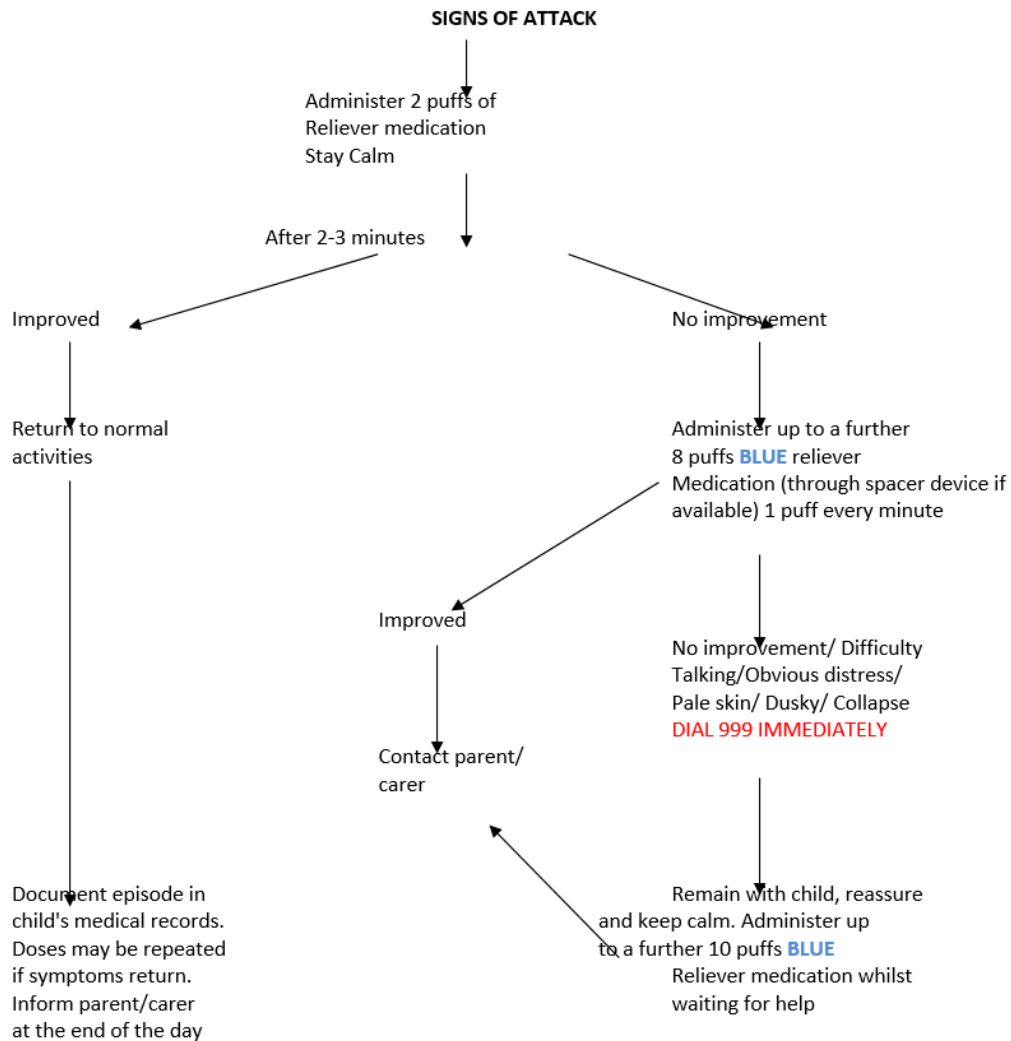 SIGNS OF ATTACK
Administer 2 puffs of
Reliever medication
Stay Calm
After 2-3 minutes
Improved
No improvement
Return to normal
activities
Administer up to a further
8 puffs BLUE reliever
Medication (through spacer device if
available) 1 puff every minute
Improved
No improvement/ Difficulty
Talking/Obvious distress/
Pale skin/ Dusky/ Collapse
DIAL 999 IMMEDIATELY
Contact parent/
carer
Document episode in
child's medical records.
Doses may be repeated
if symptoms return.
Inform parent/carer
at the end of the day
Remain with child, reassure
and keep calm. Administer up
to a further 10 puffs BLUE
Reliever medication whilst
waiting for help